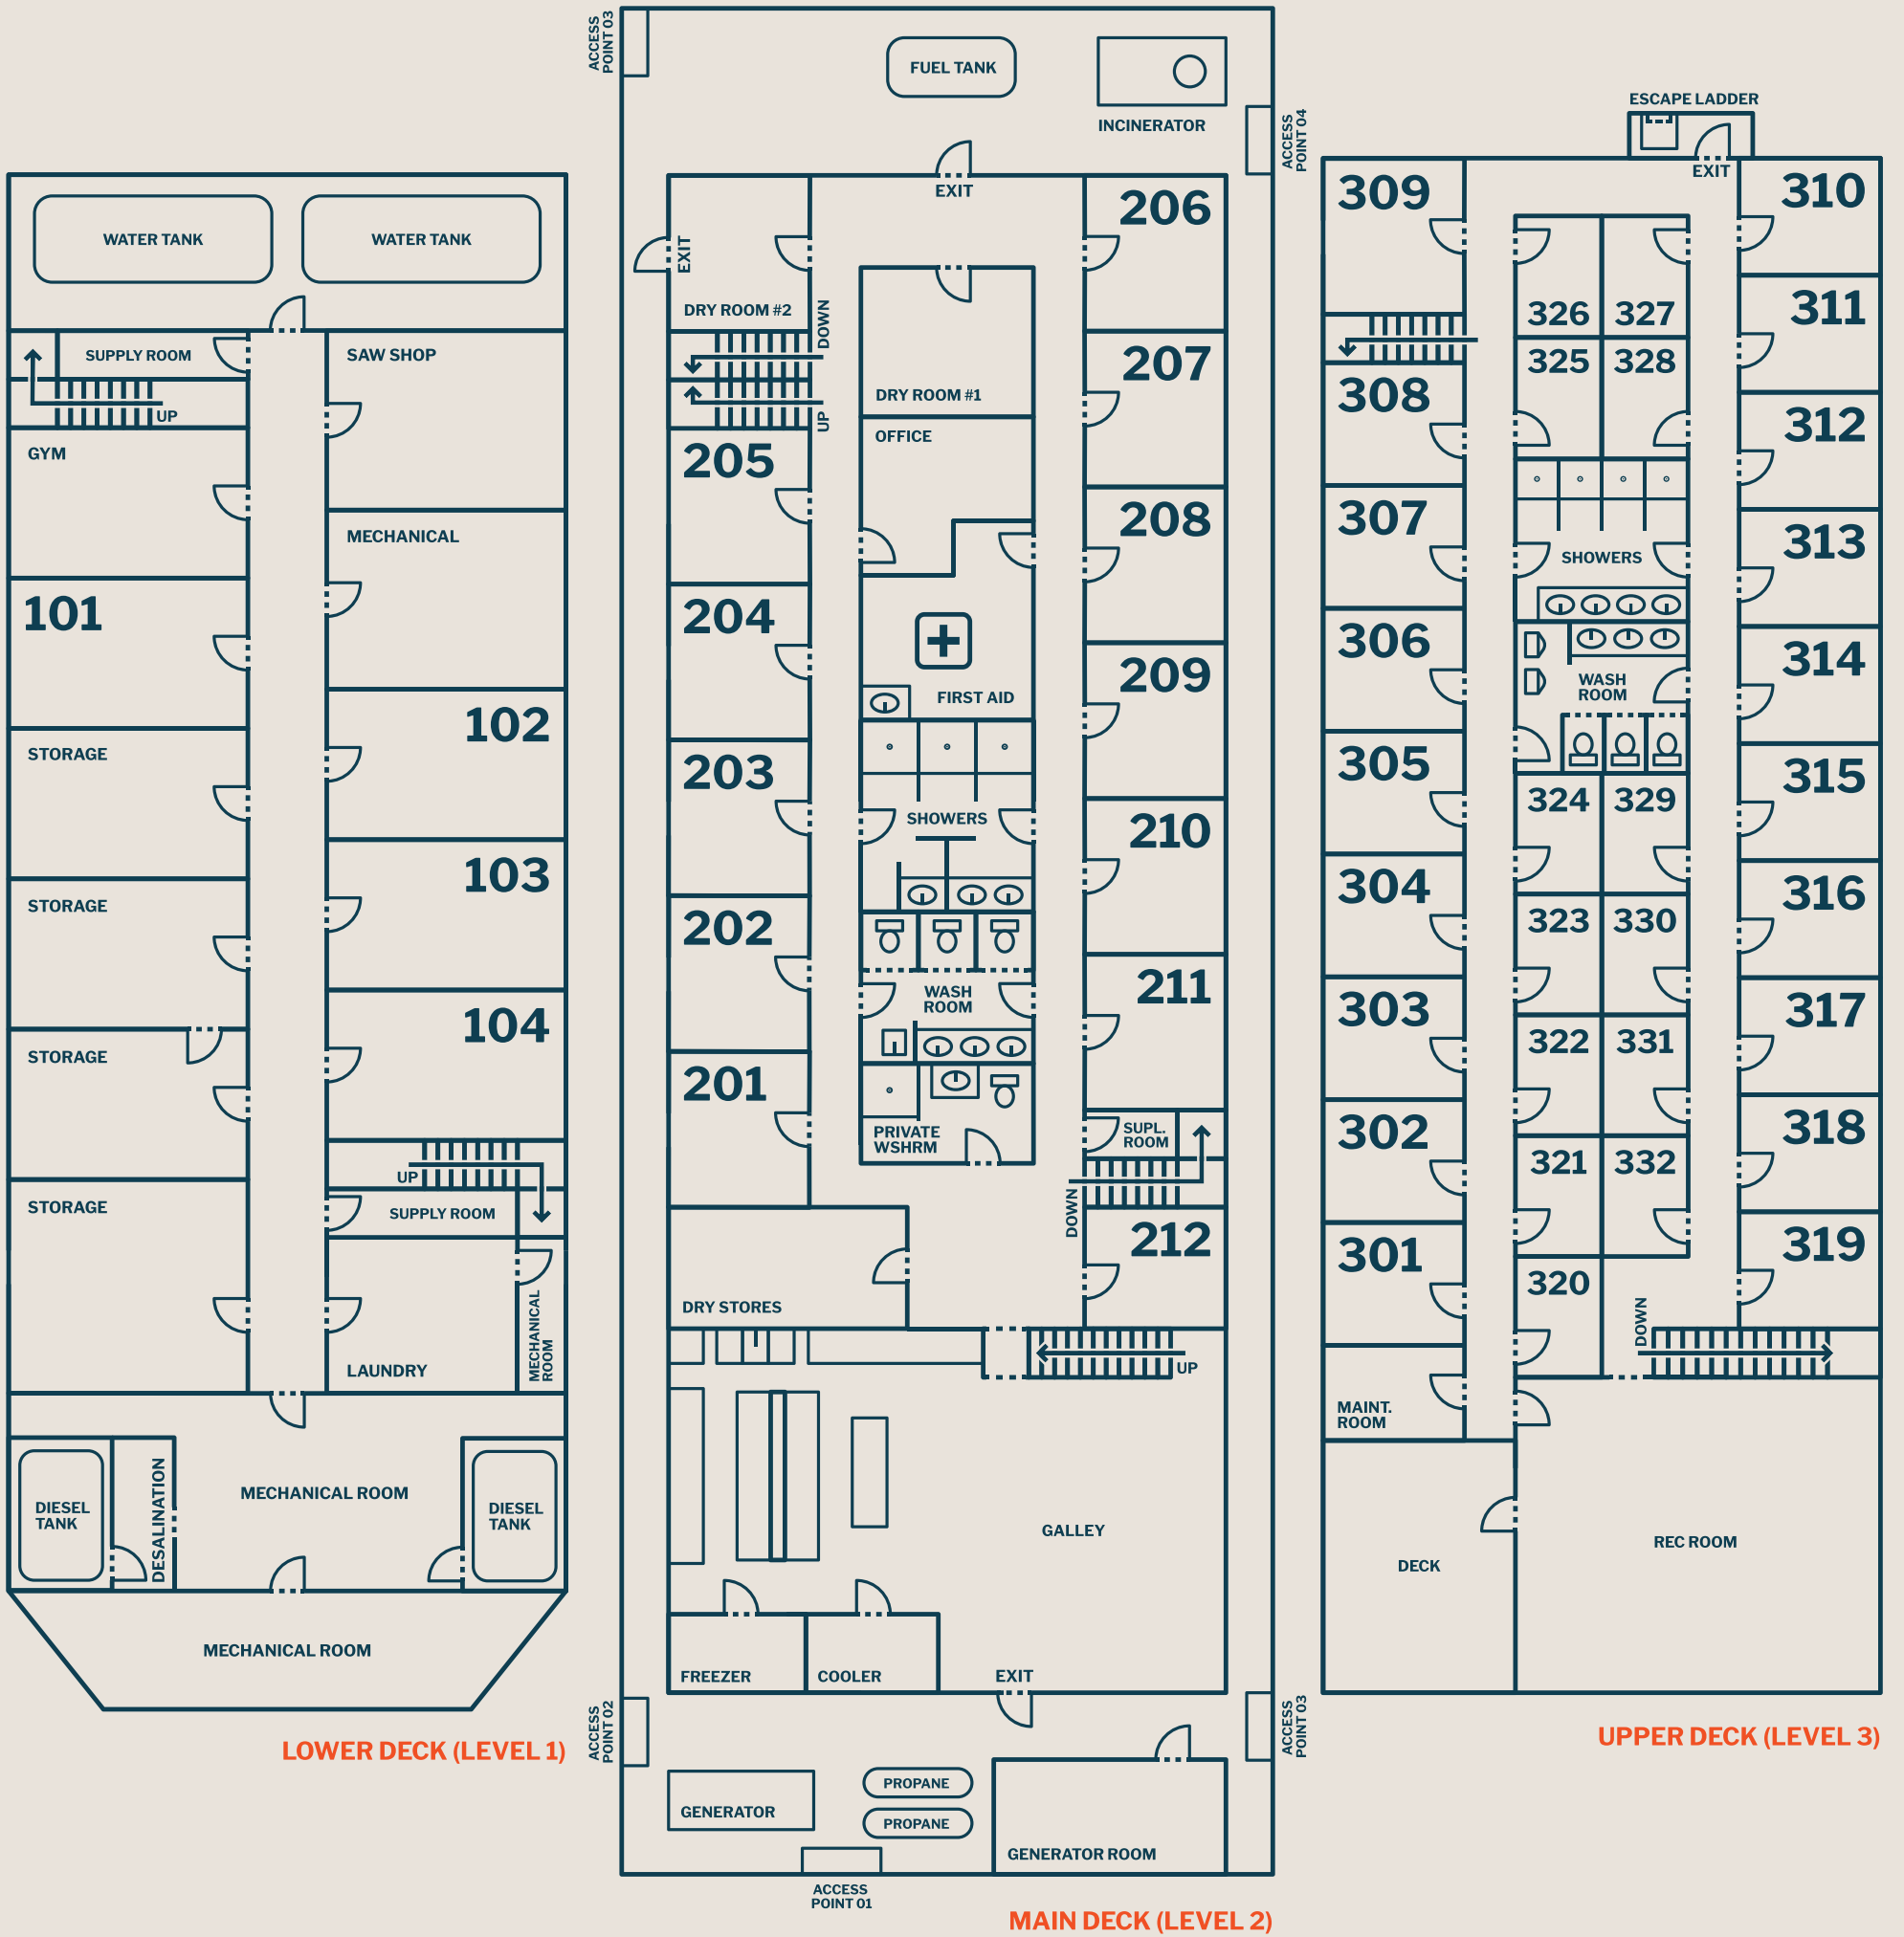 WATER TANK
WATER TANK
SUPPLY ROOM
UP
SAW SHOP
GYM
MECHANICAL
101
102
STORAGE
103
STORAGE
104
STORAGE
UP
SUPPLY ROOM
STORAGE
MECHANICAL
ROOM
LAUNDRY
DIESEL
TANK
DESALINATION
MECHANICAL ROOM
DIESEL
TANK
MECHANICAL ROOM
LOWER DECK (LEVEL 1)
ACCESS
POINT 03
FUEL TANK
INCINERATOR
ACCESS
POINT 04
EXIT
EXIT
206
DRY ROOM #2
DOWN
UP
207
DRY ROOM #1
OFFICE
205
208
204
FIRST AID
209
203
SHOWERS
210
202
WASH
ROOM
211
201
PRIVATE
WSHRM
SUPL.
ROOM
DOWN
212
DRY STORES
UP
GALLEY
FREEZER
COOLER
EXIT
ACCESS
POINT 02
ACCESS
POINT 03
GENERATOR
PROPANE
PROPANE
GENERATOR ROOM
ACCESS
POINT 01
MAIN DECK (LEVEL 2)
ESCAPE LADDER
EXIT
309
310
326
327
311
325
328
308
312
307
SHOWERS
313
306
WASH
ROOM
314
305
324
329
315
304
323
330
316
303
322
331
317
302
321
332
318
301
320
319
DOWN
MAINT.
ROOM
DECK
REC ROOM
UPPER DECK (LEVEL 3)